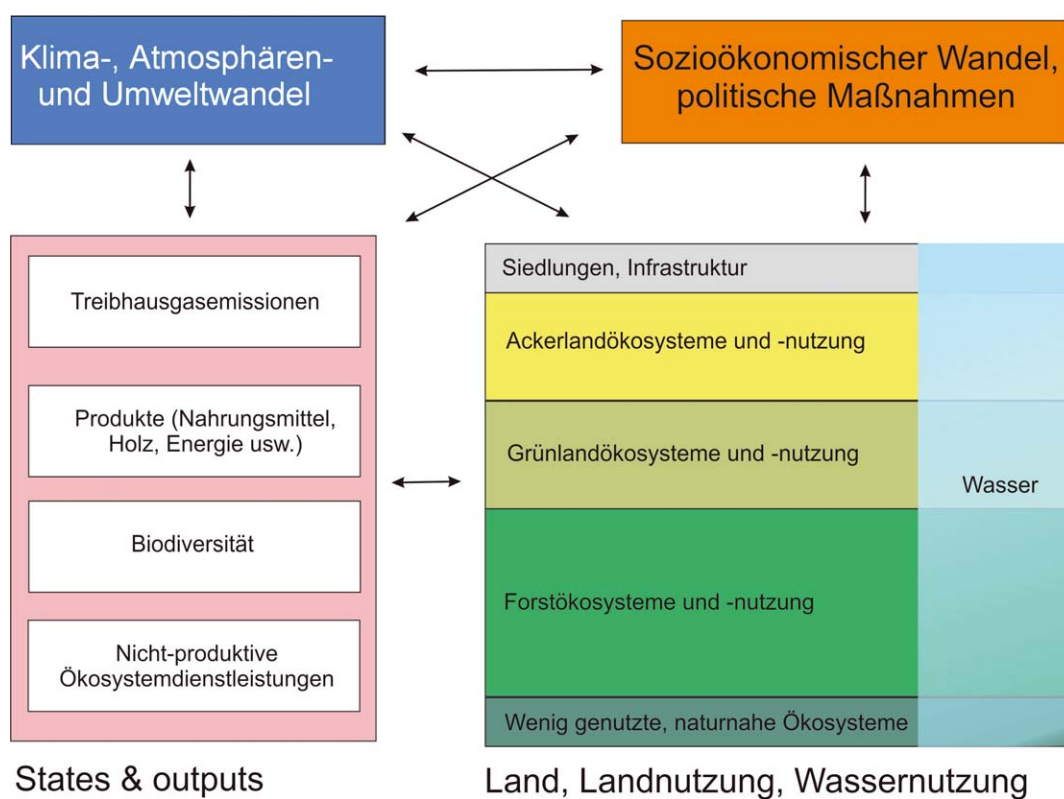 Klima-, Atmosphären-
und Umweltwandel
Sozioökonomischer Wandel,
politische Maßnahmen
Treibhausgasemissionen
Produkte (Nahrungsmittel,
Holz, Energie usw.)
Biodiversität
Nicht-produktive
Ökosystemdienstleistungen
States & outputs
Siedlungen, Infrastruktur
Ackerlandökosysteme und -nutzung
Grünlandökosysteme und -nutzung
Forstökosysteme und -nutzung
Wenig genutzte, naturnahe Ökosysteme
Wasser
Land, Landnutzung, Wassernutzung